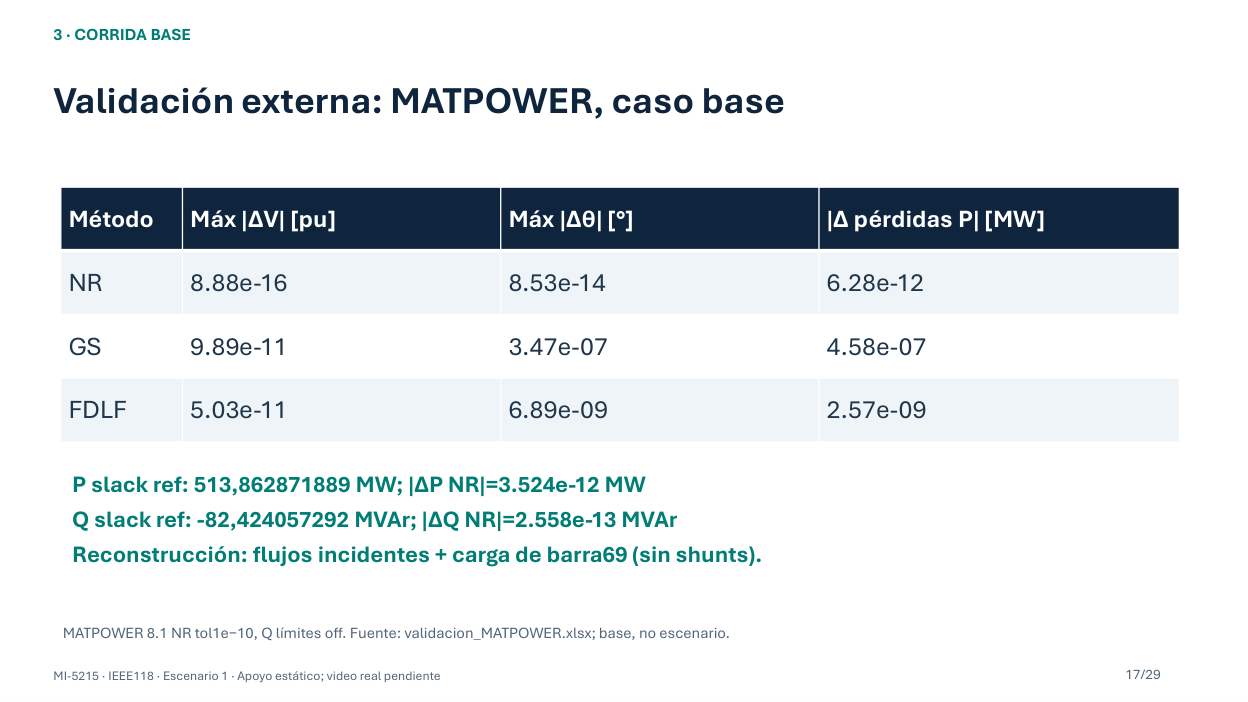 3 · CORRIDA BASE
Validación externa: MATPOWER, caso base
Método Máx |ΔV| [pu] Máx |Δθ| [°] |Δ pérdidas P| [MW]
NR 8.88e-16 8.53e-14 6.28e-12
GS 9.89e-11 3.47e-07 4.58e-07
FDLF 5.03e-11 6.89e-09 2.57e-09
P slack ref: 513,862871889 MW; |ΔP NR|=3.524e-12 MW
Q slack ref: -82,424057292 MVAr; |ΔQ NR|=2.558e-13 MVAr
Reconstrucción: flujos incidentes + carga de barra69 (sin shunts).
MATPOWER 8.1 NR tol1e−10, Q límites off. Fuente: validacion_MATPOWER.xlsx; base, no escenario.
MI-5215 · IEEE118 · Escenario 1 · Apoyo estático; video real pendiente
17/29